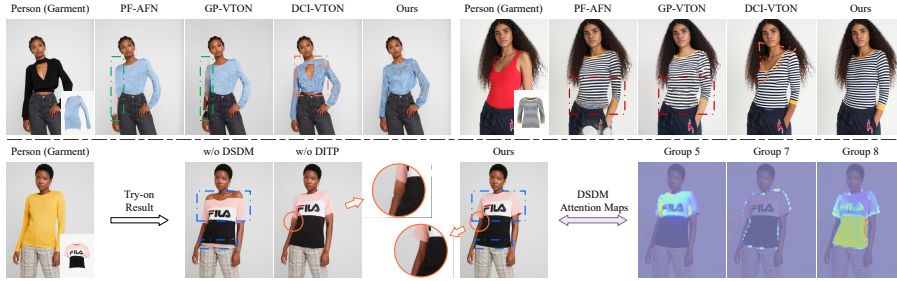 Person (Garment) PF-AFN GP-VTON DCI-VTON Ours Person (Garment) PF-AFN GP-VTON DCI-VTON Ours
Person (Garment) w/o DSDM w/o DITP Ours Group 5 Group 7 Group 8
Try-on
Result
DSDM
Attention Maps
FILA
FILA
FILA
FILA